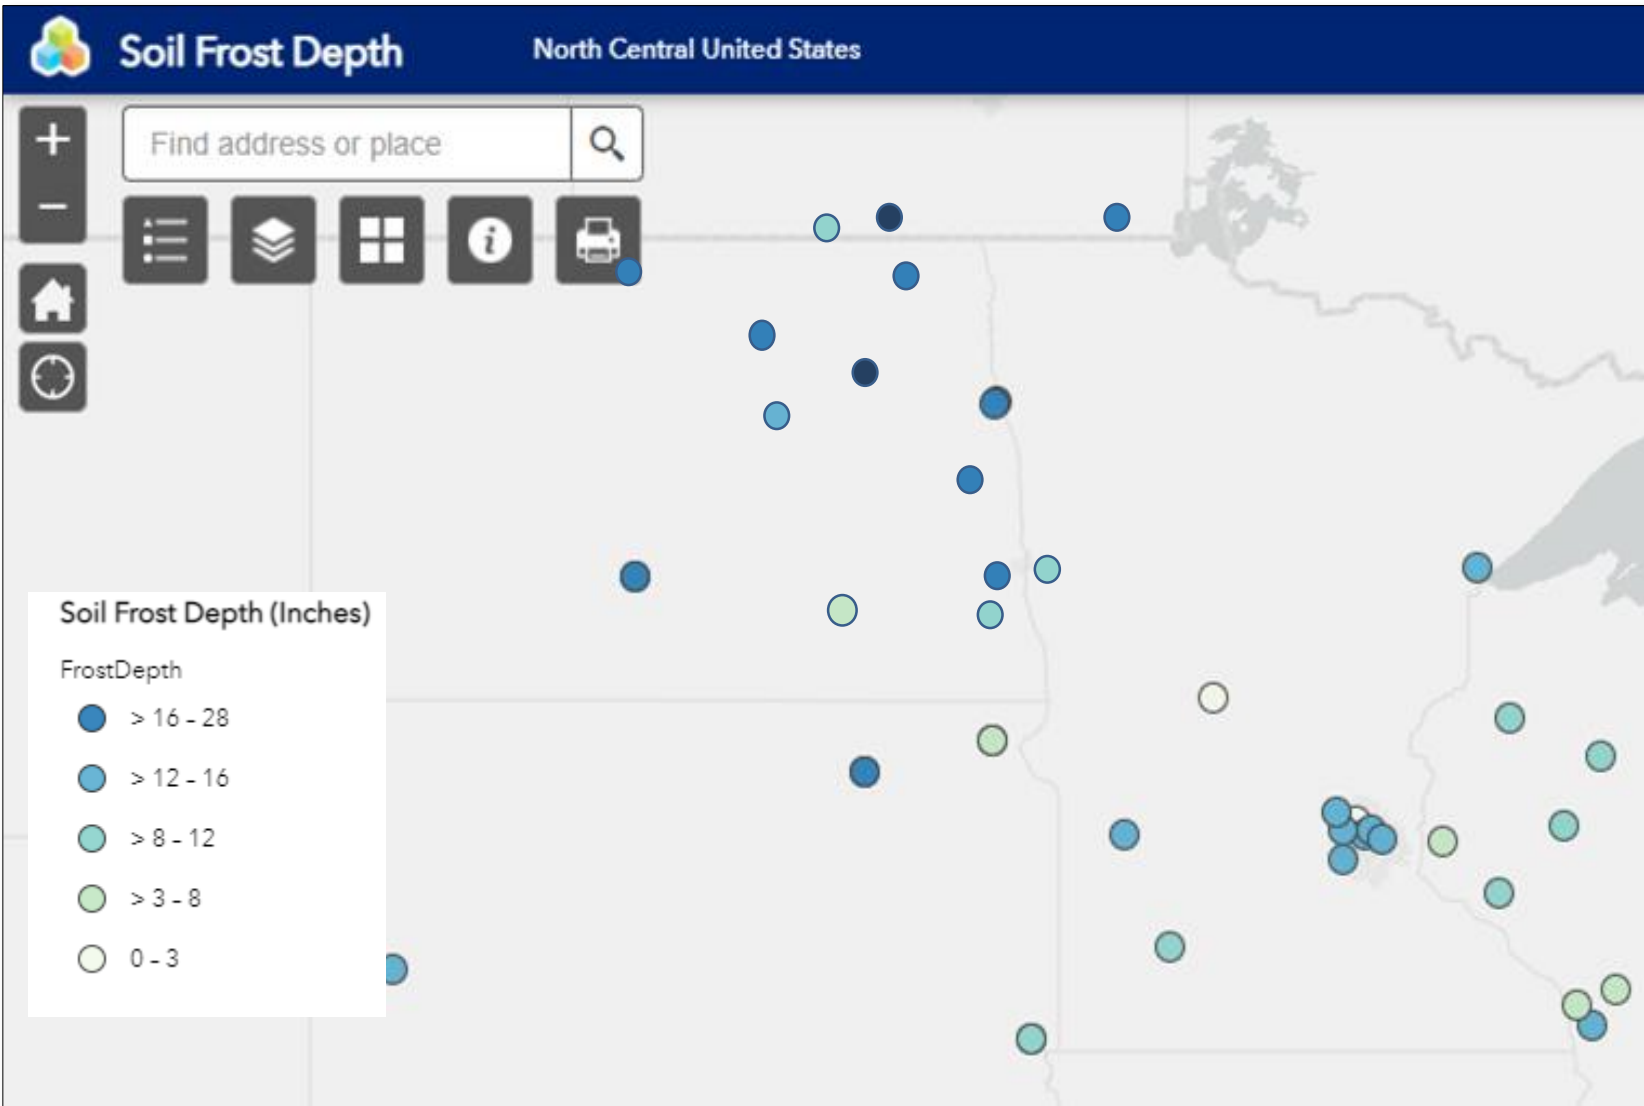 Soil Frost Depth
North Central United States
+
Find address or place
−
i
Soil Frost Depth (Inches)
FrostDepth
> 16 - 28
> 12 - 16
> 8 - 12
> 3 - 8
0 - 3